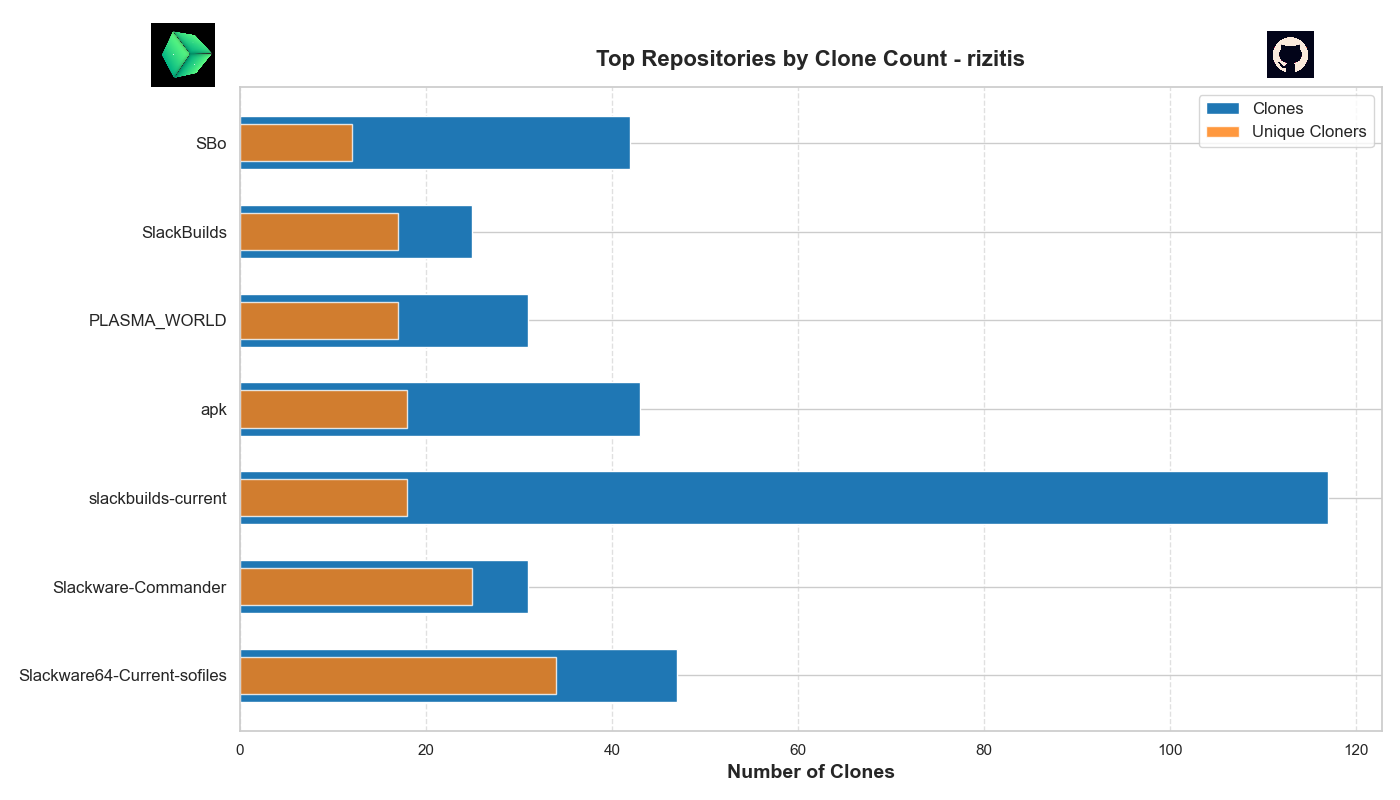 Top Repositories by Clone Count - rizitis
Clones
Unique Cloners
SBo
SlackBuilds
PLASMA_WORLD
apk
slackbuilds-current
Slackware-Commander
Slackware64-Current-sofiles
0 20 40 60 80 100 120
Number of Clones